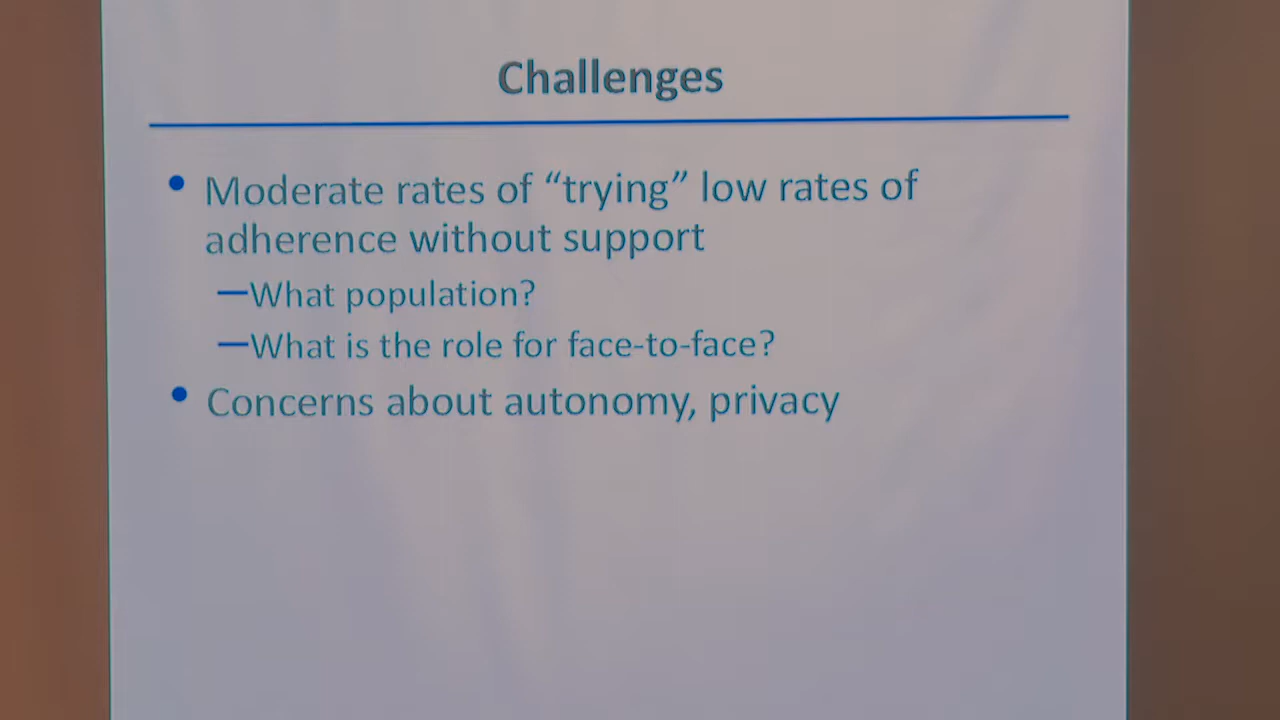 Challenges
• Moderate rates of “trying” low rates of
adherence without support
—What population?
—What is the role for face-to-face?
• Concerns about autonomy, privacy